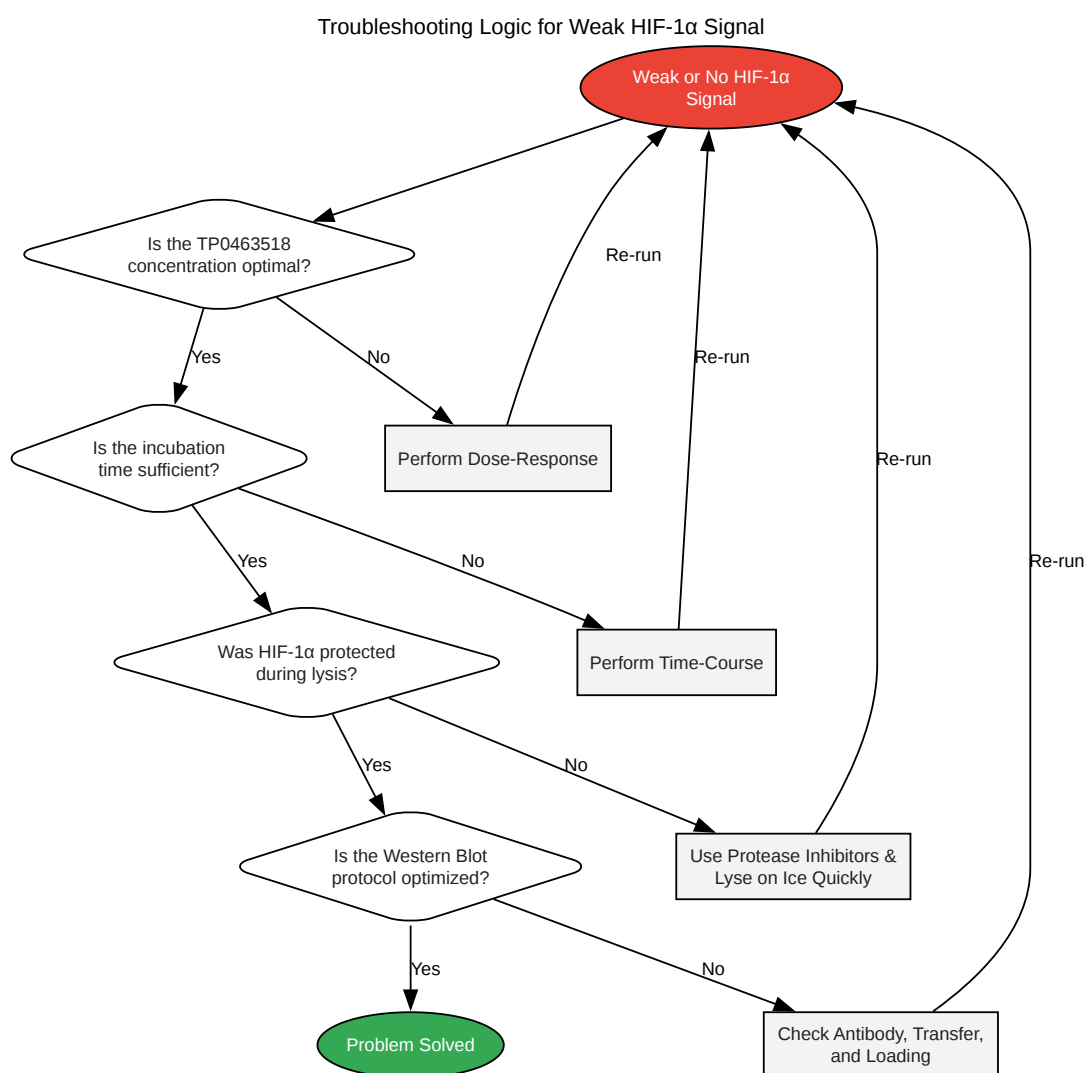 Troubleshooting Logic for Weak HIF-1α Signal
Weak or No HIF-1α
Signal
Is the TP0463518
concentration optimal?
Re-run
Yes
No
Re-run
Is the incubation
time sufficient?
Perform Dose-Response
Re-run
Yes
No
Re-run
Was HIF-1α protected
during lysis?
Perform Time-Course
Yes
No
Is the Western Blot
protocol optimized?
Use Protease Inhibitors &
Lyse on Ice Quickly
Yes
No
Problem Solved
Check Antibody, Transfer,
and Loading